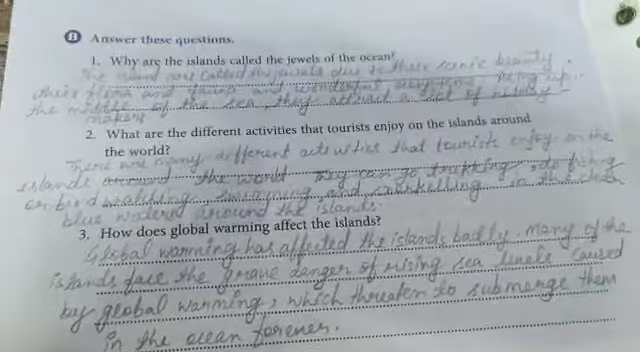 B Answer these questions.
1. Why are the islands called the jewels of the ocean?
The island are called the jewels due to their scenic beauty.
their flora and fauna and wonderful ecosystem. being up.
the middle of the sea, they attract a lot of
makers
2. What are the different activities that tourists enjoy on the islands around
the world?
There are many different activities that tourists enjoy on the
islands around the world. They can go trekking
or bird watching, swimming and snorkelling in the clear
blue waters around the islands.
3. How does global warming affect the islands?
Global warming has affected the islands badly. Many of the
islands face the grave danger of rising sea levels caused
by global warming, which threaten to submerge them
in the ocean forever.